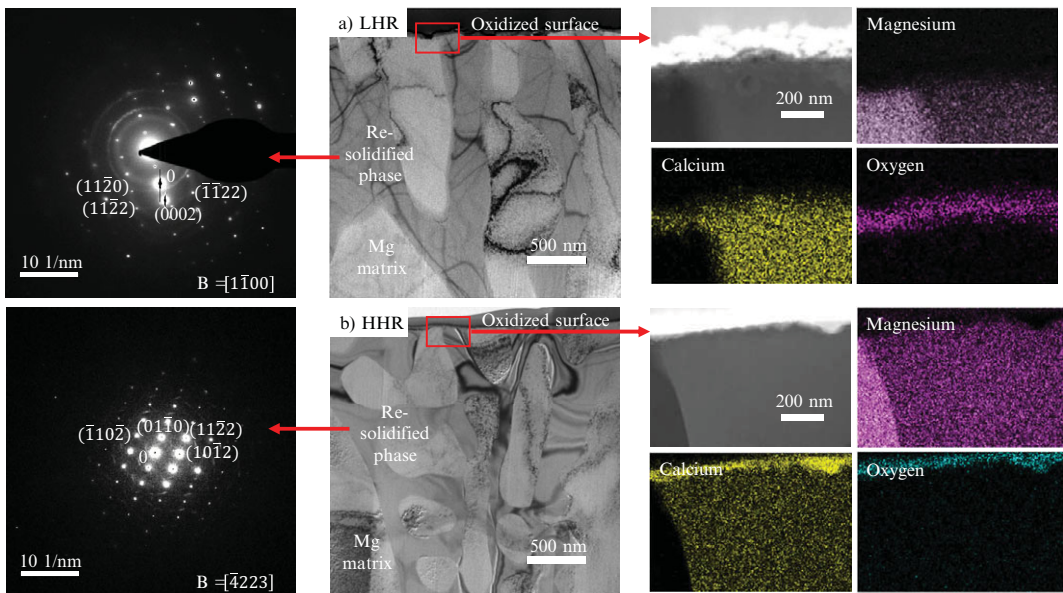 a) LHR
Oxidized surface
Re-
solidified
phase
Mg
matrix
500 nm
(112̄0)
(112̄2)
0
(0002)
(1̄1̄22)
10 1/nm
B =[11̄00]
200 nm
Magnesium
Calcium
Oxygen
b) HHR
Oxidized surface
Re-
solidified
phase
Mg
matrix
500 nm
(1̄102̄)
(011̄0)
(112̄2)
0
(101̄2)
10 1/nm
B =[4̄223]
200 nm
Magnesium
Calcium
Oxygen